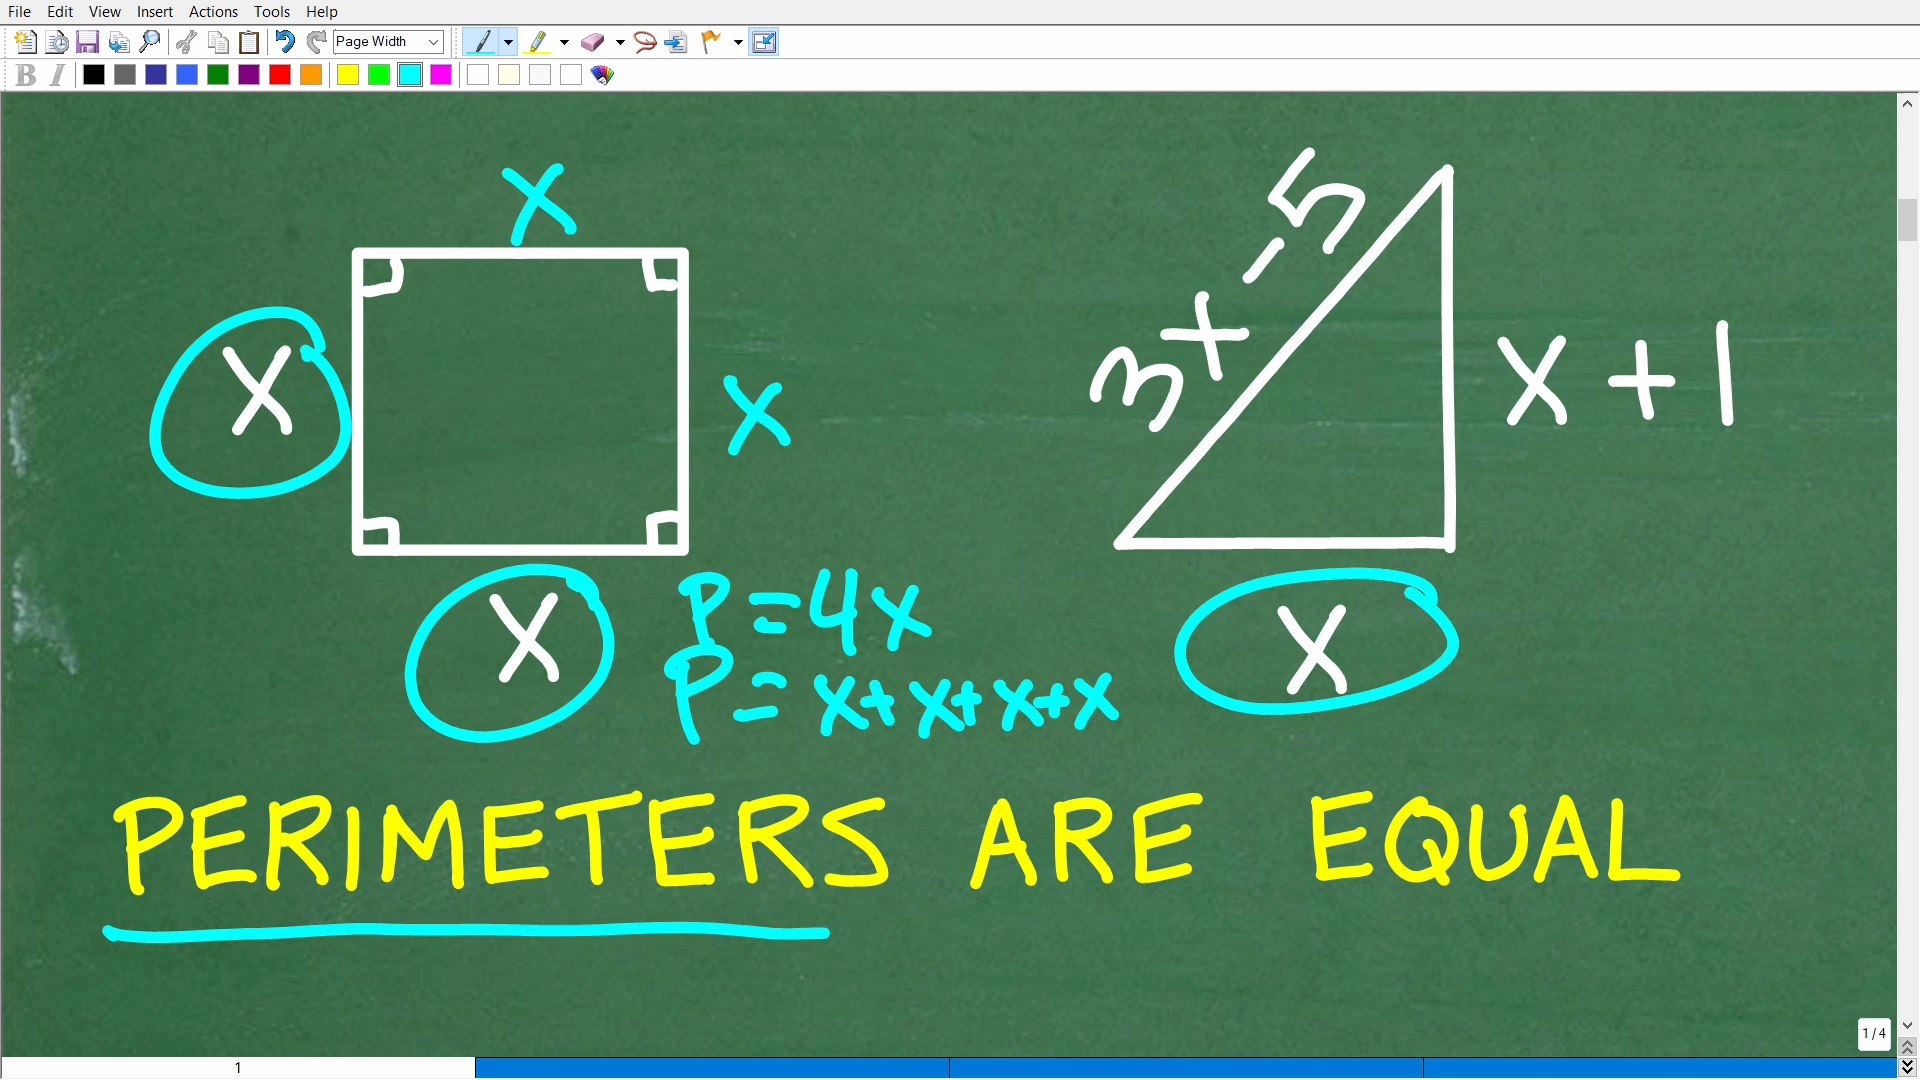 File Edit View Insert Actions Tools Help
Page Width
B I
X
X
X
X
P = 4X
P = X + X + X + X
3X - 5
X + 1
X
PERIMETERS ARE EQUAL
1 / 4
1